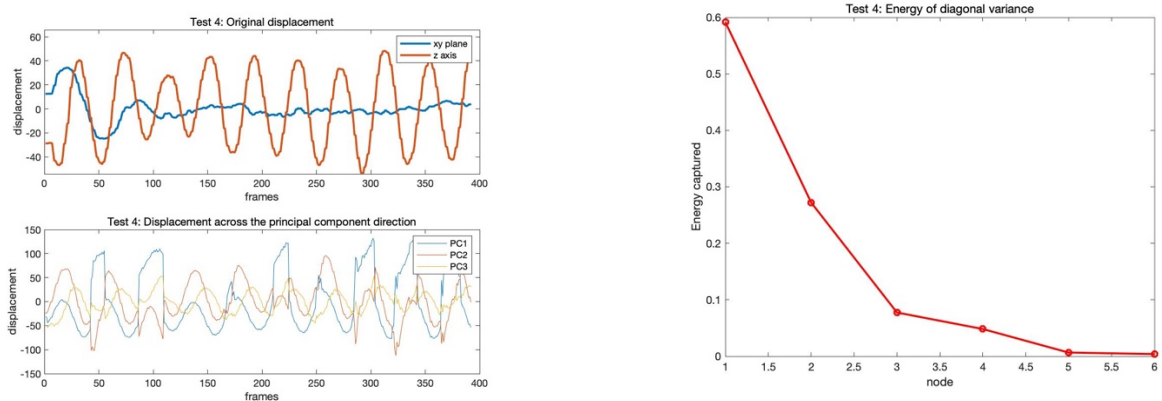 Test 4: Original displacement
60
40
20
0
-20
-40
displacement
xy plane
z axis
0 50 100 150 200 250 300 350 400
frames
Test 4: Displacement across the principal component direction
150
100
50
0
-50
-100
-150
displacement
PC1
PC2
PC3
0 50 100 150 200 250 300 350 400
frames
Test 4: Energy of diagonal variance
0.6
0.5
0.4
0.3
0.2
0.1
0
Energy captured
1 1.5 2 2.5 3 3.5 4 4.5 5 5.5 6
node